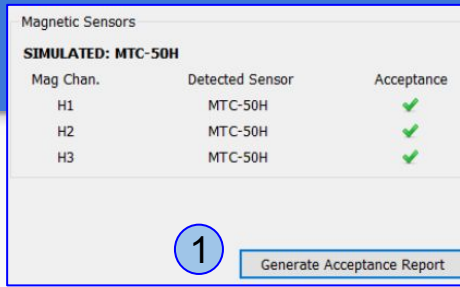 Magnetic Sensors
SIMULATED: MTC-50H
Mag Chan. Detected Sensor Acceptance
H1 MTC-50H
H2 MTC-50H
H3 MTC-50H
1
Generate Acceptance Report